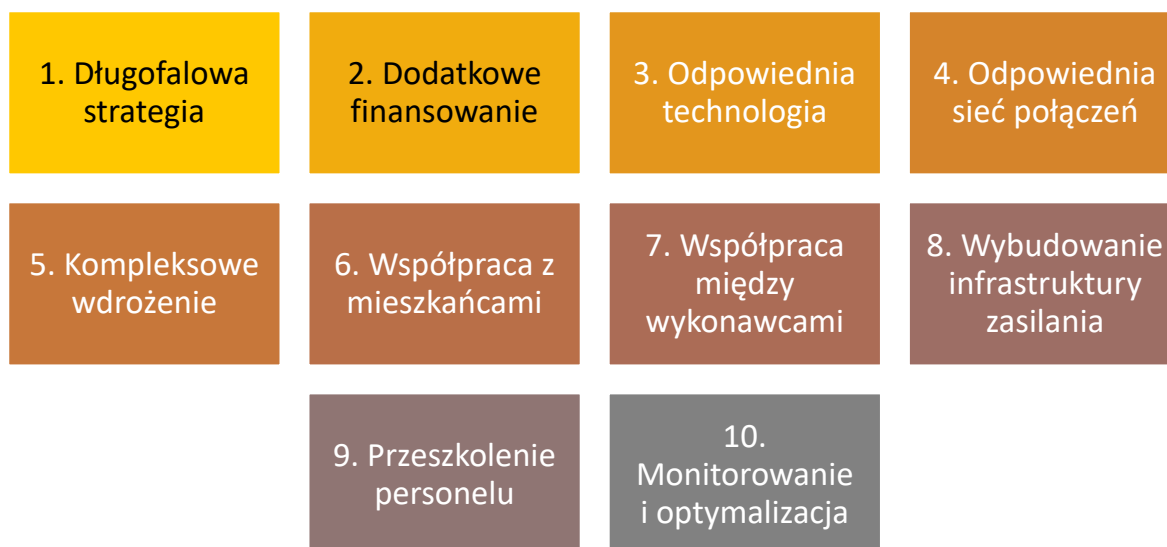 1. Długofalowa
strategia
2. Dodatkowe
finansowanie
3. Odpowiednia
technologia
4. Odpowiednia
sieć połączeń
5. Kompleksowe
wdrożenie
6. Współpraca z
mieszkańcami
7. Współpraca
między
wykonawcami
8. Wybudowanie
infrastruktury
zasilania
9. Przeszkolenie
personelu
10.
Monitorowanie
i optymalizacja